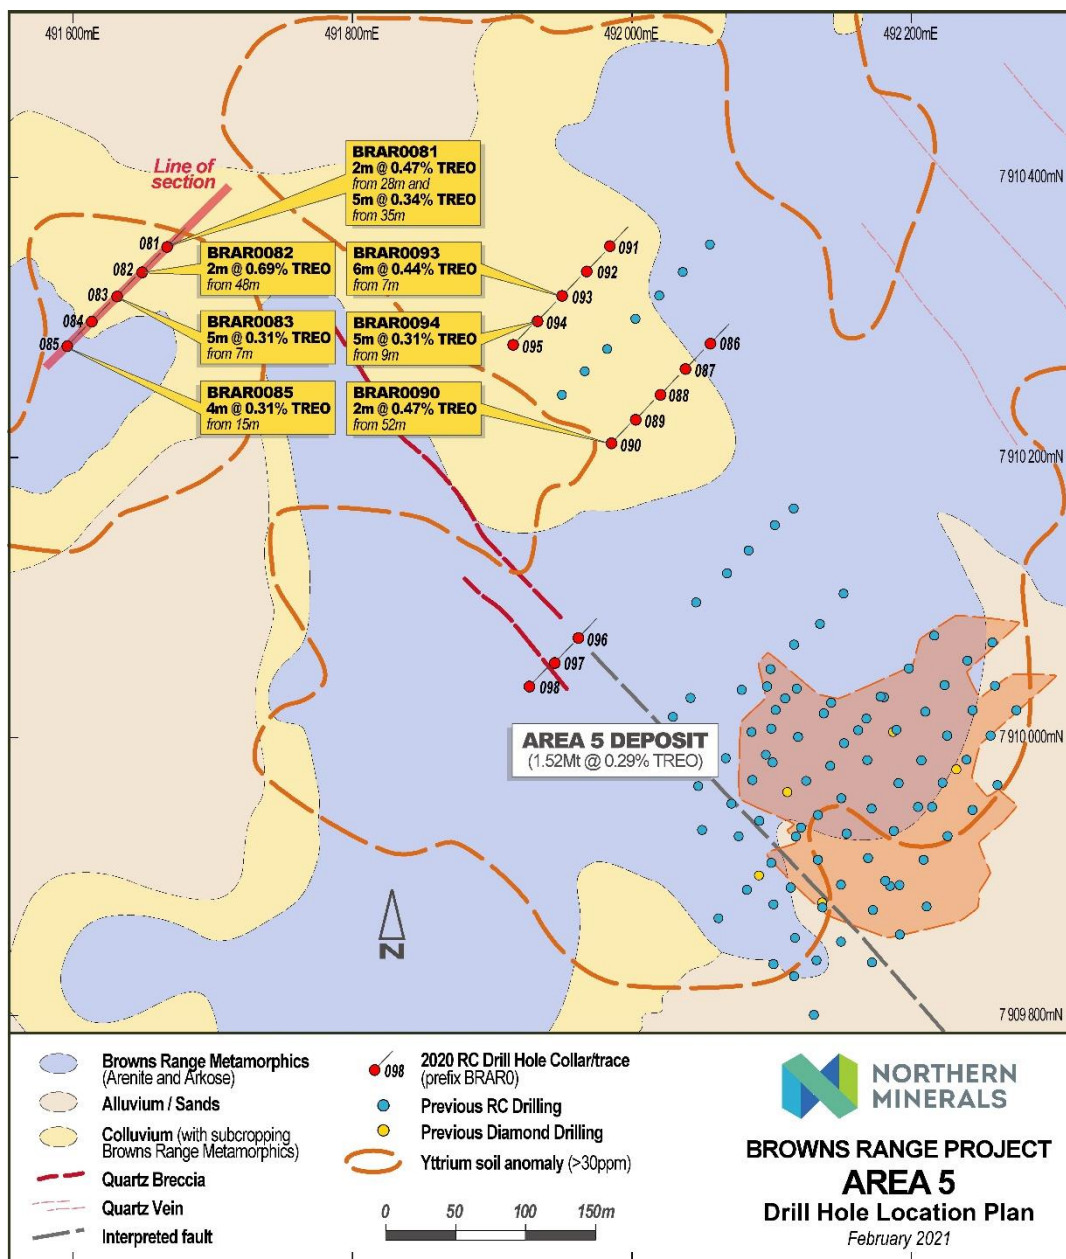 491 600mE
491 800mE
492 000mE
492 200mE
7 910 400mN
7 910 200mN
7 910 000mN
7 909 800mN
Line of
section
BRAR0081
2m @ 0.47% TREO
from 28m and
5m @ 0.34% TREO
from 35m
BRAR0082
2m @ 0.69% TREO
from 48m
BRAR0093
6m @ 0.44% TREO
from 7m
BRAR0083
5m @ 0.31% TREO
from 7m
BRAR0094
5m @ 0.31% TREO
from 9m
BRAR0085
4m @ 0.31% TREO
from 15m
BRAR0090
2m @ 0.47% TREO
from 52m
081
082
083
084
085
091
092
093
094
095
086
087
088
089
090
096
097
098
AREA 5 DEPOSIT
(1.52Mt @ 0.29% TREO)
N
Browns Range Metamorphics
(Arenite and Arkose)
Alluvium / Sands
Colluvium (with subcropping
Browns Range Metamorphics)
Quartz Breccia
Quartz Vein
Interpreted fault
098
2020 RC Drill Hole Collar/trace
(prefix BRAR0)
Previous RC Drilling
Previous Diamond Drilling
Yttrium soil anomaly (>30ppm)
0 50 100 150m
NORTHERN
MINERALS
BROWNS RANGE PROJECT
AREA 5
Drill Hole Location Plan
February 2021